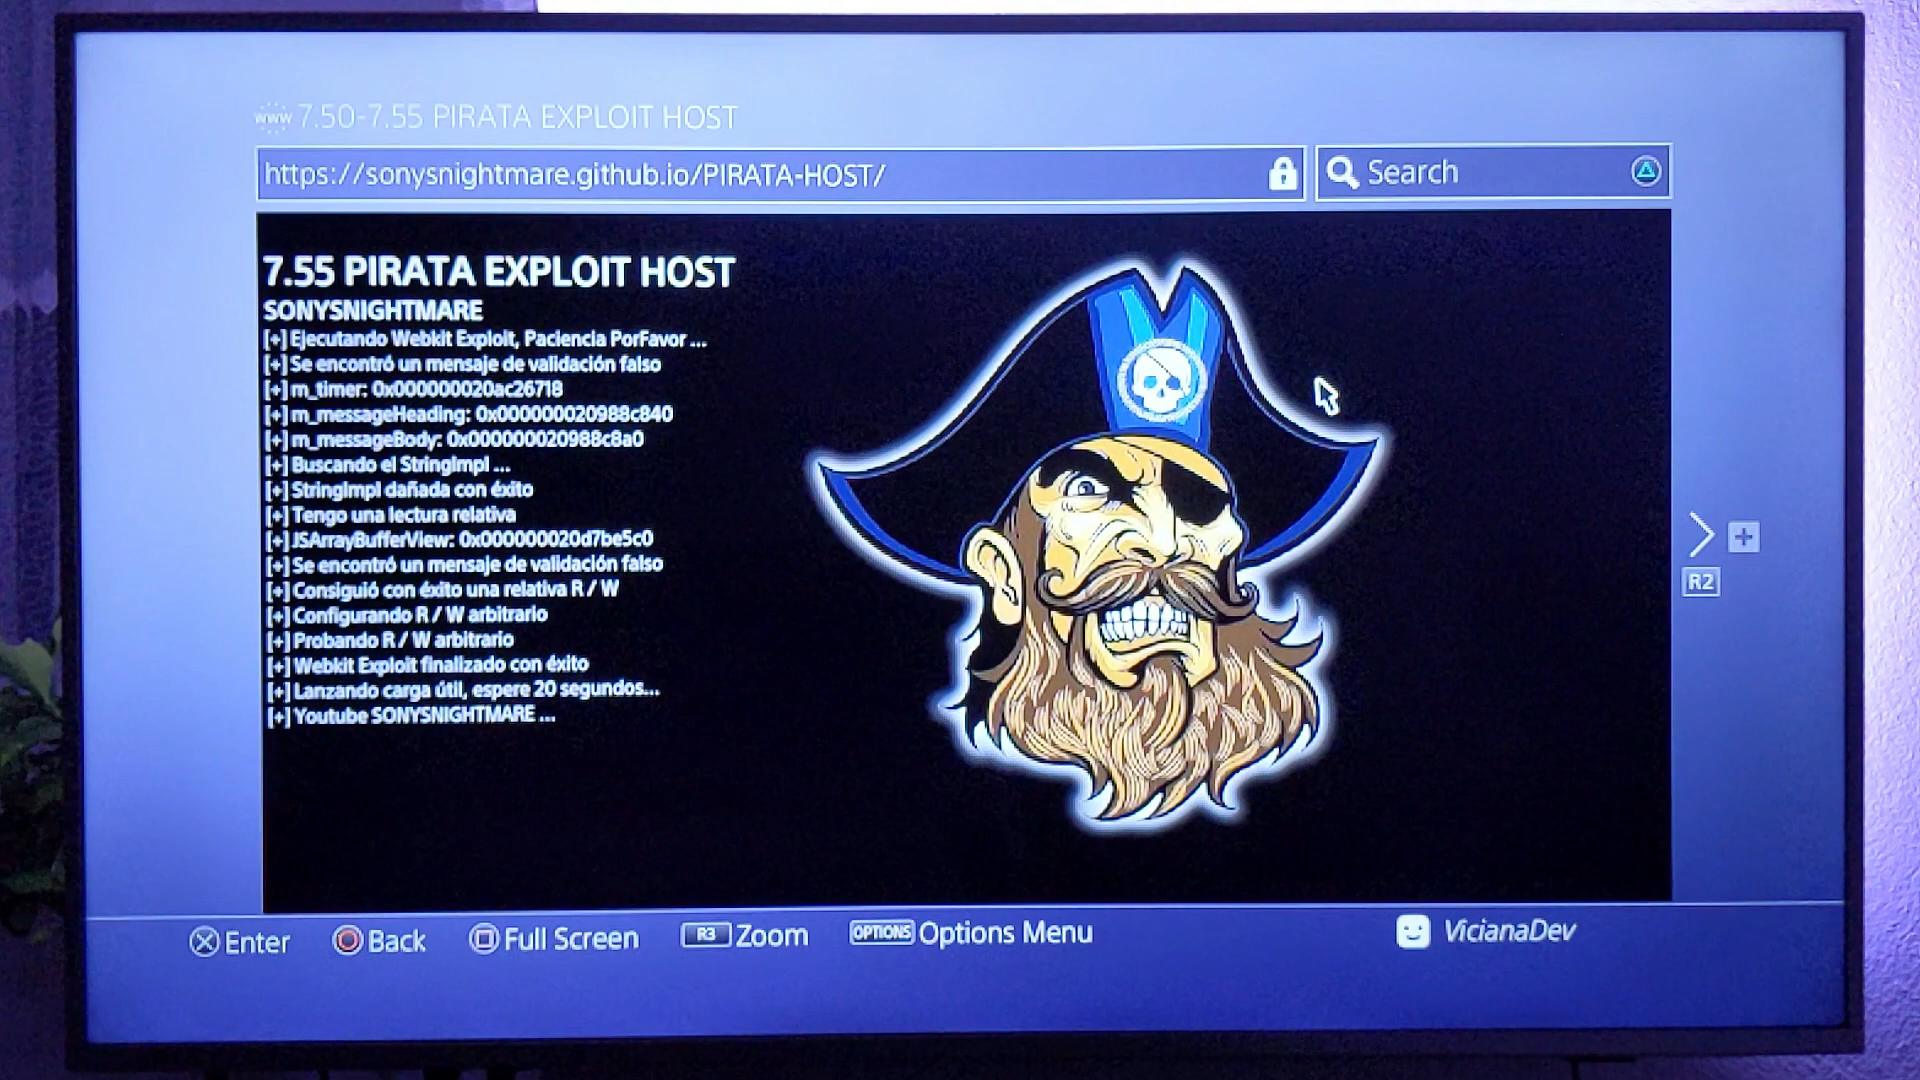 www 7.50-7.55 PIRATA EXPLOIT HOST
https://sonysnightmare.github.io/PIRATA-HOST/
Search
7.55 PIRATA EXPLOIT HOST
SONYSNIGHTMARE
[+] Ejecutando Webkit Exploit, Paciencia PorFavor ...
[+] Se encontró un mensaje de validación falso
[+] m_timer: 0x000000020ac26718
[+] m_messageHeading: 0x000000020988c840
[+] m_messageBody: 0x000000020988c8a0
[+] Buscando el StringImpl ...
[+] StringImpl dañada con éxito
[+] Tengo una lectura relativa
[+] JSArrayBufferView: 0x000000020d7be5c0
[+] Se encontró un mensaje de validación falso
[+] Consiguió con éxito una relativa R / W
[+] Configurando R / W arbitrario
[+] Probando R / W arbitrario
[+] Webkit Exploit finalizado con éxito
[+] Lanzando carga útil, espere 20 segundos...
[+] Youtube SONYSNIGHTMARE ...
R2
Enter Back Full Screen R3 Zoom OPTIONS Options Menu VicianaDev